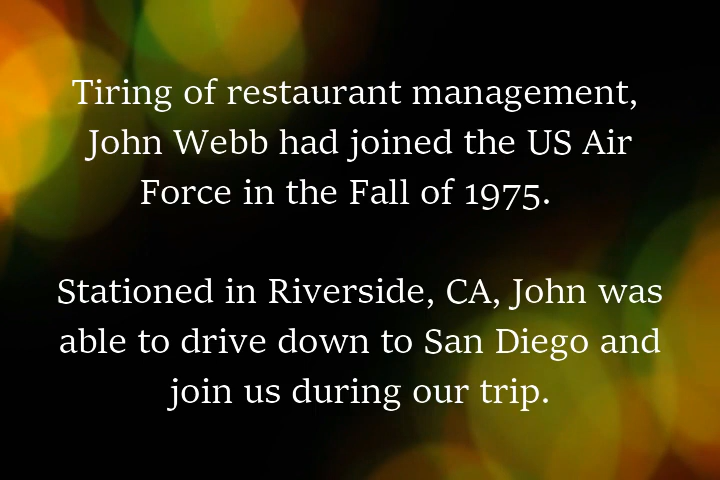 Tiring of restaurant management,
John Webb had joined the US Air
Force in the Fall of 1975.
Stationed in Riverside, CA, John was
able to drive down to San Diego and
join us during our trip.